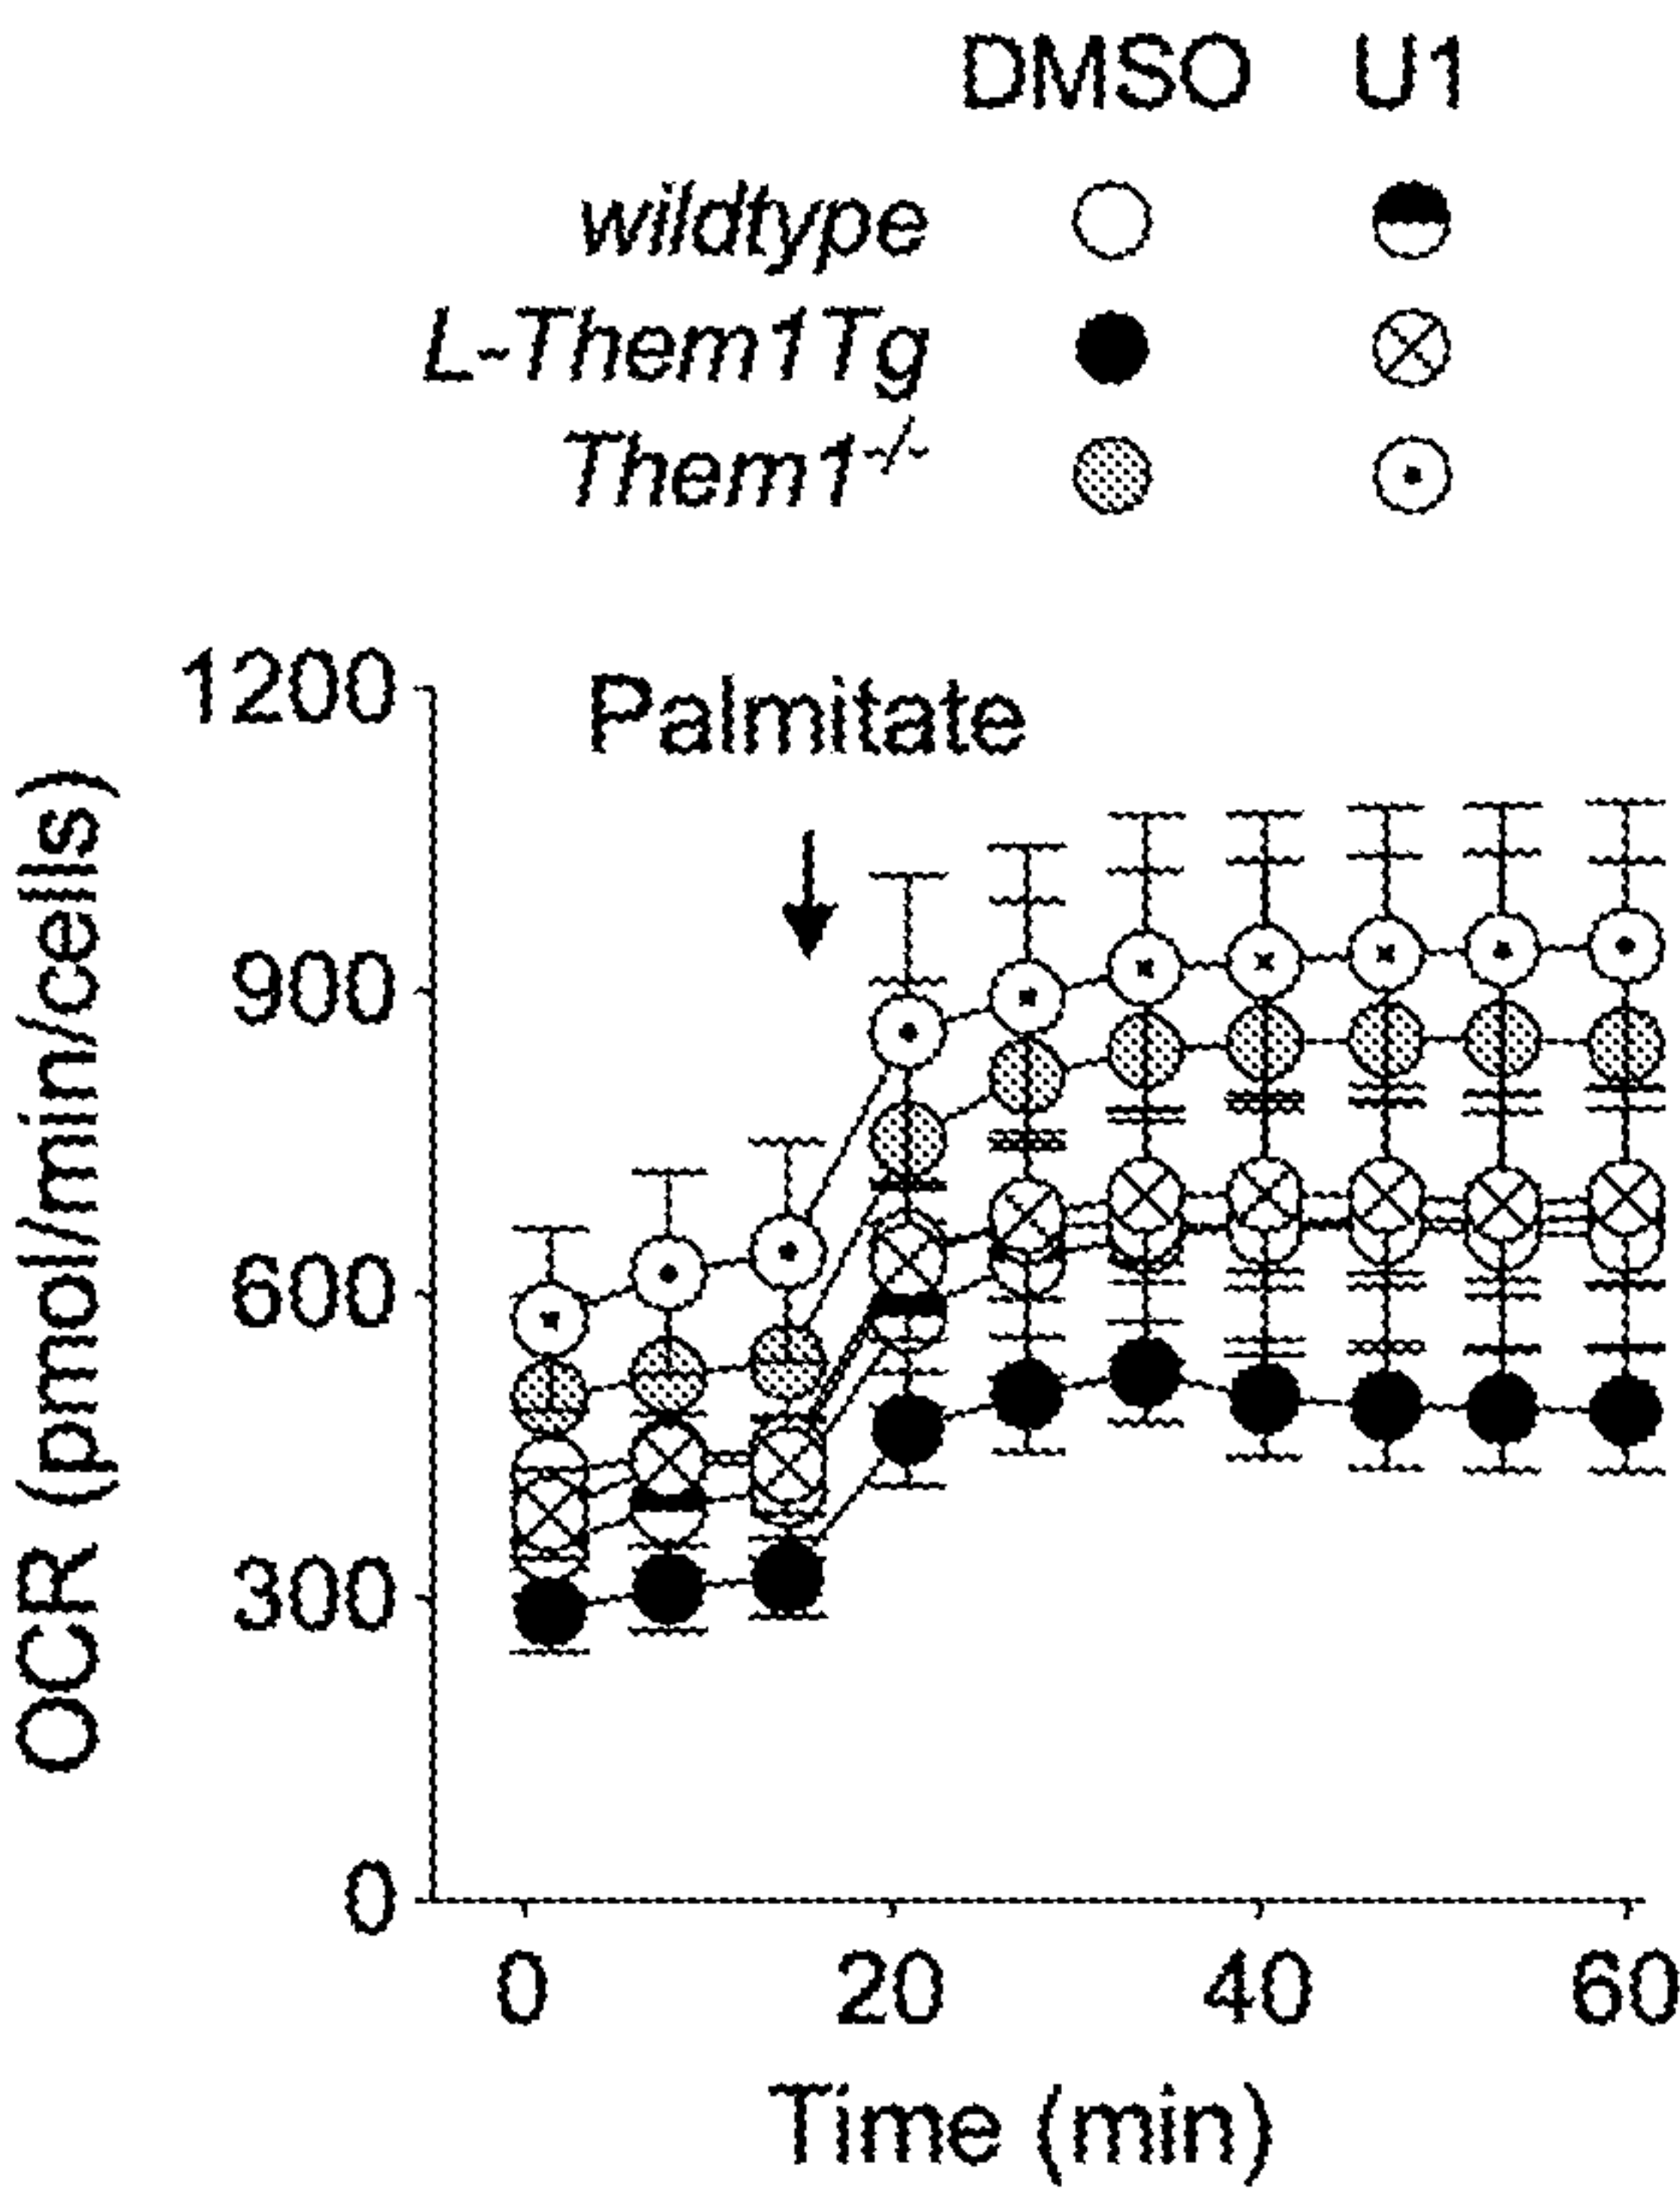 DMSO U1
wildtype
L-Them1Tg
Them1-/-
1200
Palmitate
900
600
300
0
OCR (pmol/min/cells)
0 20 40 60
Time (min)